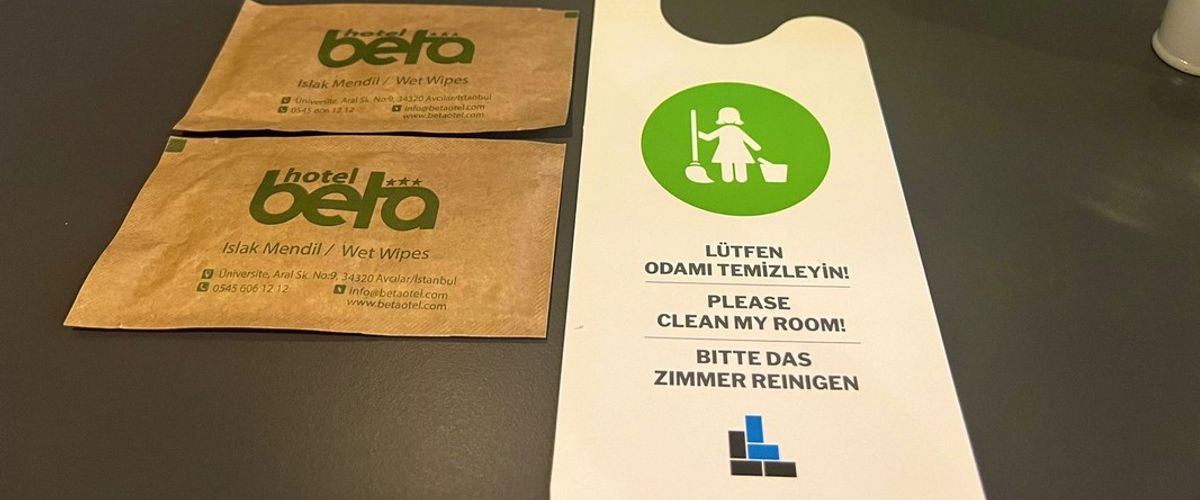 hotel
beta
Islak Mendil / Wet Wipes
Üniversite, Aral Sk. No:9, 34320 Avcılar/İstanbul
0545 606 12 12 info@betaotel.com
www.betaotel.com
hotel
beta
Islak Mendil / Wet Wipes
Üniversite, Aral Sk. No:9, 34320 Avcılar/İstanbul
0545 606 12 12 info@betaotel.com
www.betaotel.com
LÜTFEN
ODAMI TEMİZLEYİN!
PLEASE
CLEAN MY ROOM!
BITTE DAS
ZIMMER REINIGEN